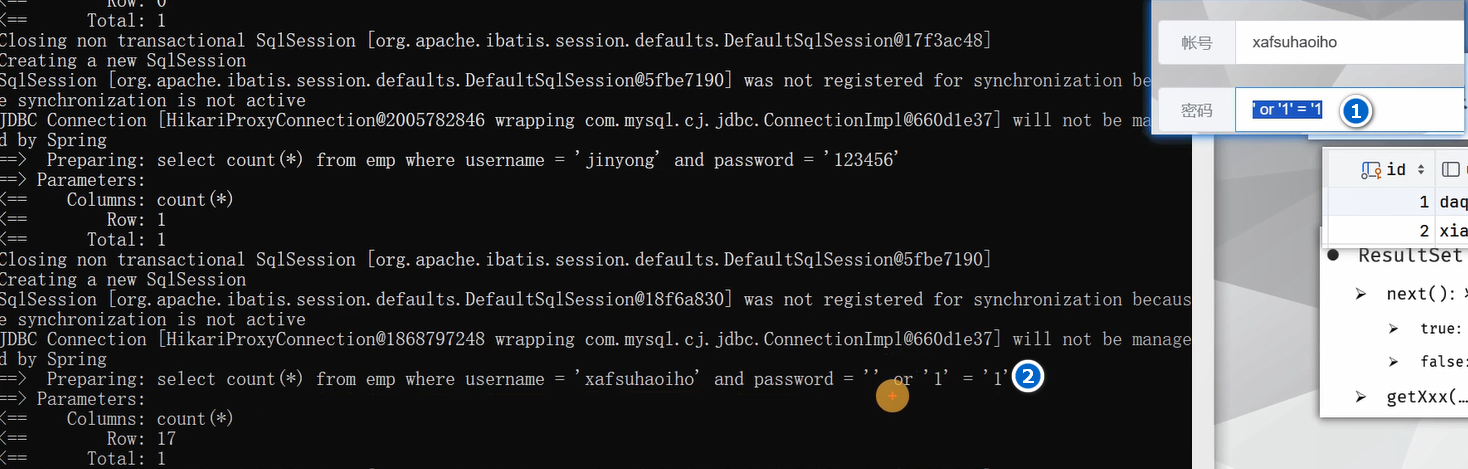 <==        Row: 0
<==      Total: 1
Closing non transactional SqlSession [org.apache.ibatis.session.defaults.DefaultSqlSession@17f3ac48]
Creating a new SqlSession
SqlSession [org.apache.ibatis.session.defaults.DefaultSqlSession@5fbe7190] was not registered for synchronization bec
e synchronization is not active
JDBC Connection [HikariProxyConnection@2005782846 wrapping com.mysql.cj.jdbc.ConnectionImpl@660d1e37] will not be ma
d by Spring
==>  Preparing: select count(*) from emp where username = 'jinyong' and password = '123456'
==> Parameters:
<==    Columns: count(*)
<==        Row: 1
<==      Total: 1
Closing non transactional SqlSession [org.apache.ibatis.session.defaults.DefaultSqlSession@5fbe7190]
Creating a new SqlSession
SqlSession [org.apache.ibatis.session.defaults.DefaultSqlSession@18f6a830] was not registered for synchronization becaus
e synchronization is not active
JDBC Connection [HikariProxyConnection@1868797248 wrapping com.mysql.cj.jdbc.ConnectionImpl@660d1e37] will not be manage
d by Spring
==>  Preparing: select count(*) from emp where username = 'xafsuhaoiho' and password = '' or '1' = '1'
2
==> Parameters:
<==    Columns: count(*)
<==        Row: 17
<==      Total: 1
帐号 xafsuhaoiho
密码 ' or '1' = '1
1
id
1 daq
2 xia
● ResultSet
➤ next():
➤ true:
➤ false:
➤ getXxx(…